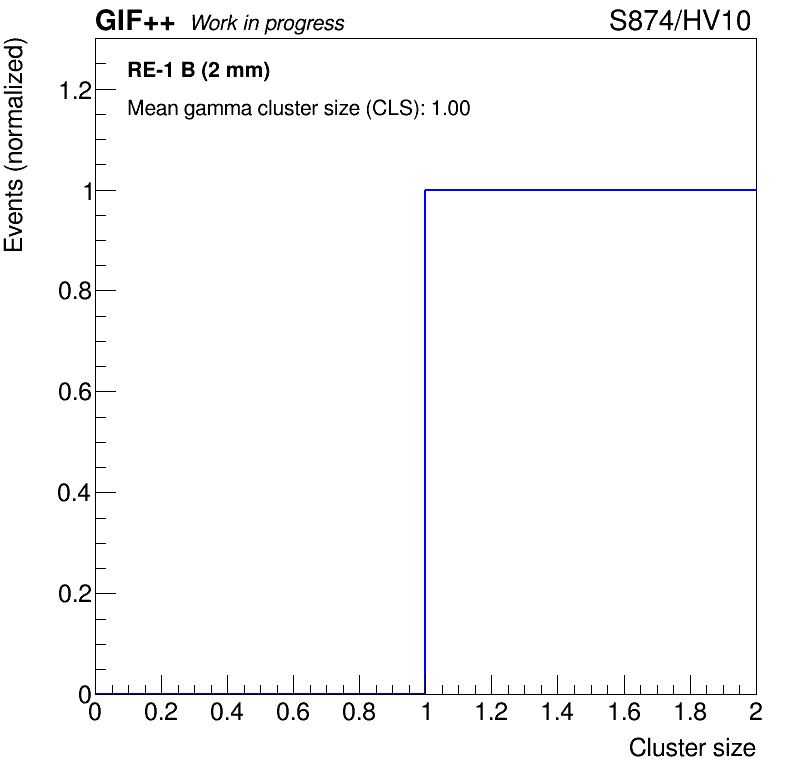 GIF++ Work in progress S874/HV10
RE-1 B (2 mm)
Mean gamma cluster size (CLS): 1.00
Events (normalized)
1.2
1
0.8
0.6
0.4
0.2
0
0 0.2 0.4 0.6 0.8 1 1.2 1.4 1.6 1.8 2
Cluster size